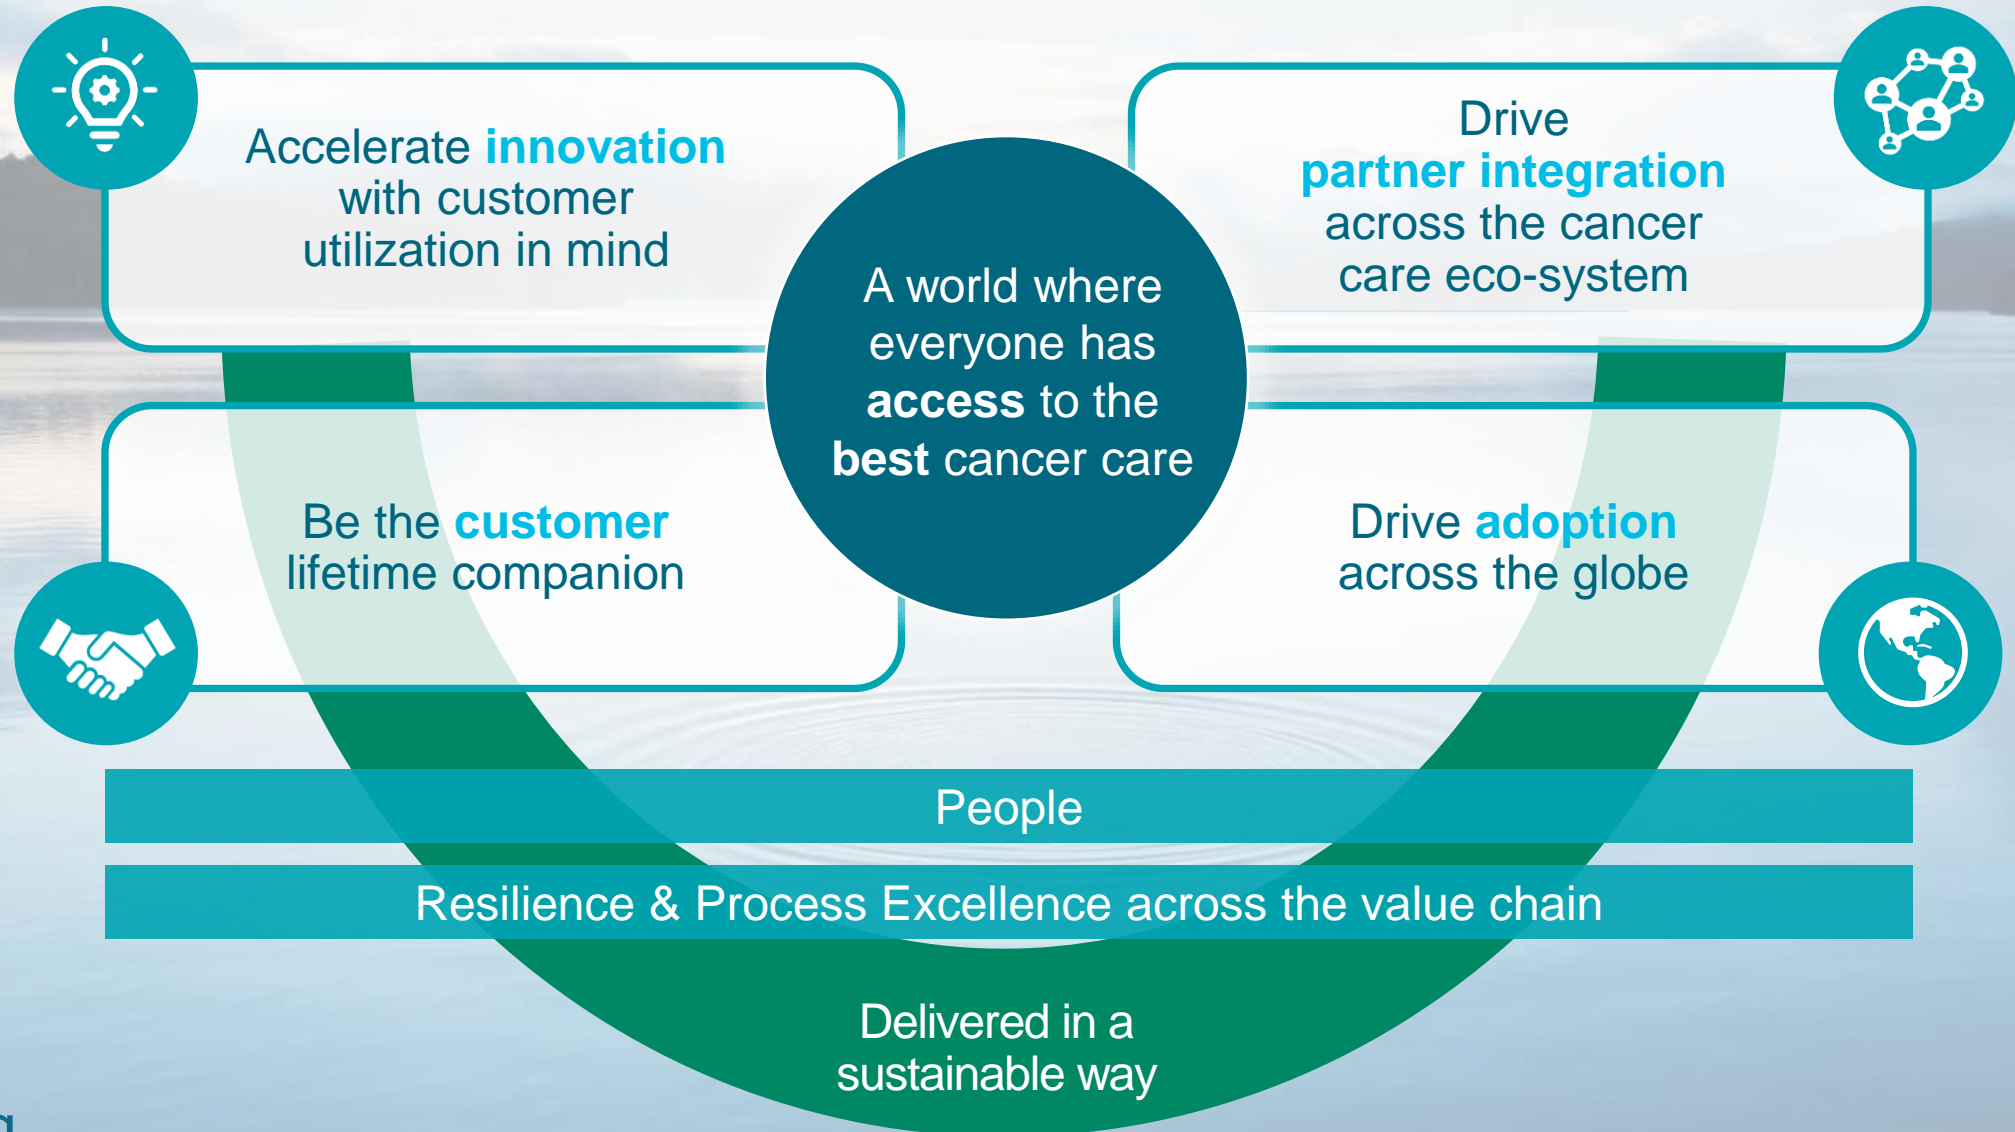 Accelerate innovation
with customer
utilization in mind
Drive
partner integration
across the cancer
care eco-system
A world where
everyone has
access to the
best cancer care
Be the customer
lifetime companion
Drive adoption
across the globe
People
Resilience & Process Excellence across the value chain
Delivered in a
sustainable way